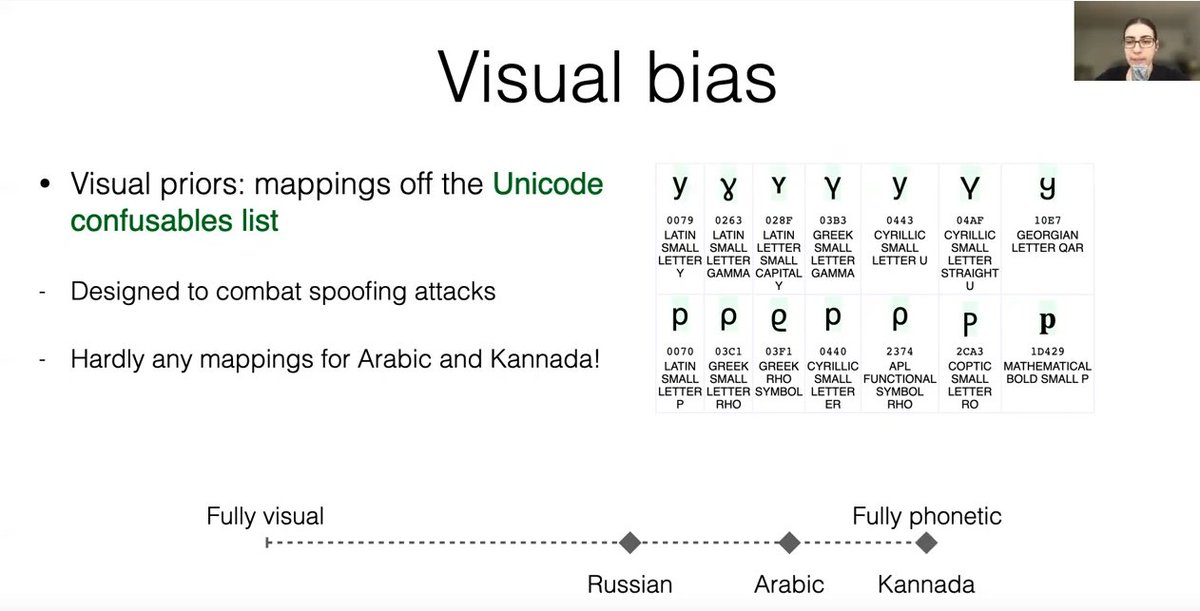 Visual bias
• Visual priors: mappings off the Unicode
confusables list
- Designed to combat spoofing attacks
- Hardly any mappings for Arabic and Kannada!
y ɣ ʏ γ у ү ყ
0079 0263 028F 03B3 0443 04AF 10E7
LATIN SMALL LETTER Y
LATIN SMALL LETTER GAMMA
LATIN LETTER SMALL CAPITAL Y
GREEK SMALL LETTER GAMMA
CYRILLIC SMALL LETTER U
CYRILLIC SMALL LETTER STRAIGHT U
GEORGIAN LETTER QAR
p ρ ϱ р ⍴ ⲣ 𝐩
0070 03C1 03F1 0440 2374 2CA3 1D429
LATIN SMALL LETTER P
GREEK SMALL LETTER RHO
GREEK RHO SYMBOL
CYRILLIC SMALL LETTER ER
APL FUNCTIONAL SYMBOL RHO
COPTIC SMALL LETTER RO
MATHEMATICAL BOLD SMALL P
Fully visual Fully phonetic
Russian Arabic Kannada